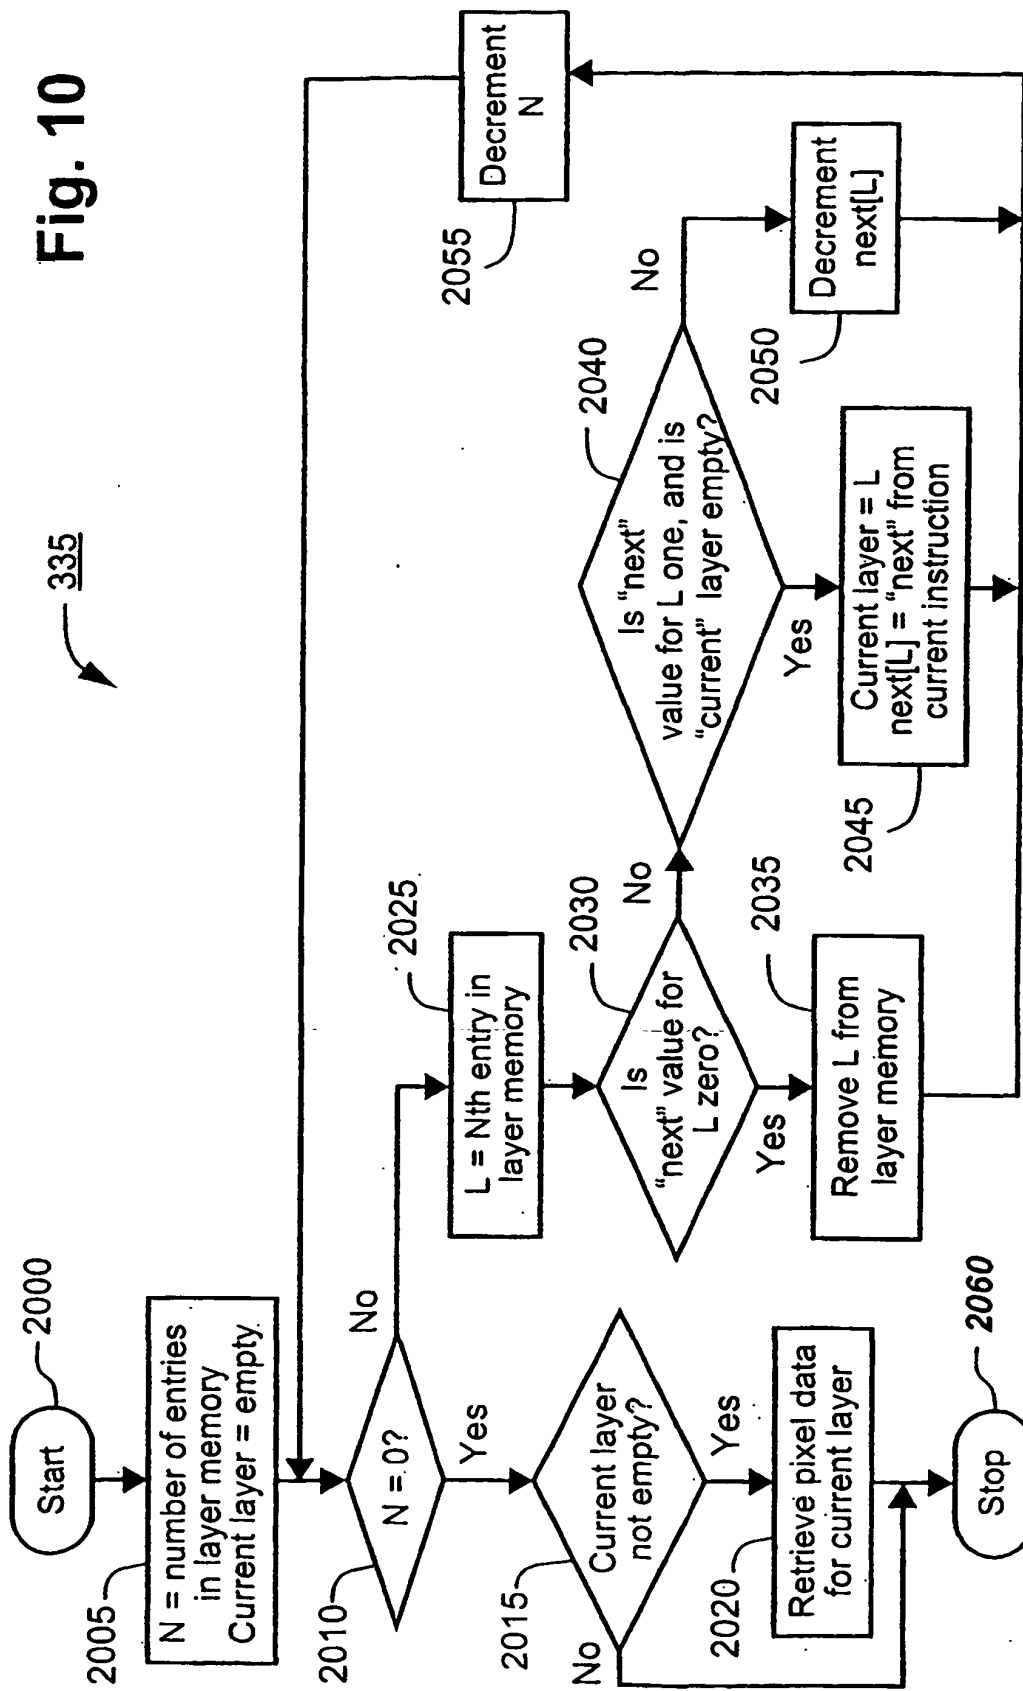 Fig. 10
335
Start
2000
N = number of entries
in layer memory
Current layer = empty
2005
N = 0?
2010
No
Yes
Current layer
not empty?
2015
No
Yes
Retrieve pixel data
for current layer
2020
Stop
2060
L = Nth entry in
layer memory
2025
Is
“next” value for
L zero?
2030
No
Yes
Remove L from
layer memory
2035
Is “next”
value for L one, and is
“current” layer empty?
2040
No
Yes
Current layer = L
next[L] = “next” from
current instruction
2045
Decrement
next[L]
2050
Decrement
N
2055